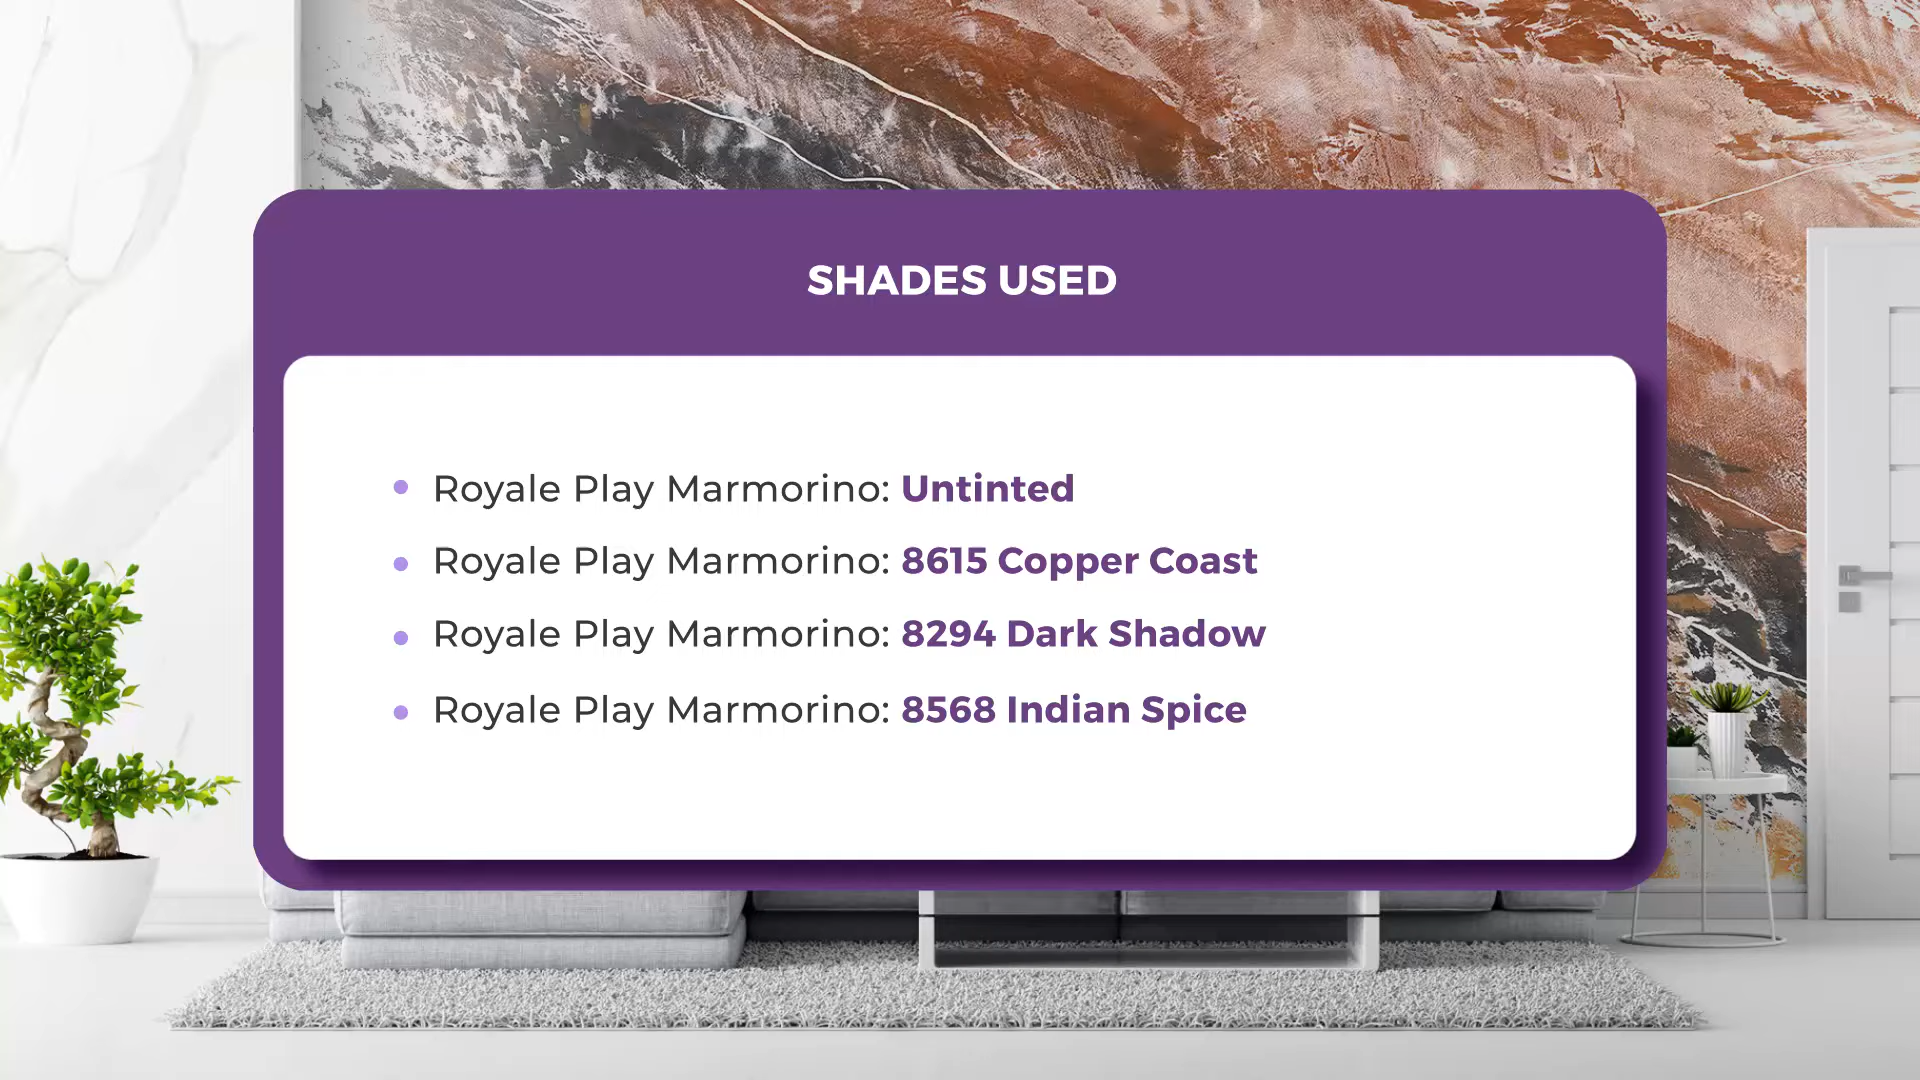 SHADES USED
Royale Play Marmorino: Untinted
Royale Play Marmorino: 8615 Copper Coast
Royale Play Marmorino: 8294 Dark Shadow
Royale Play Marmorino: 8568 Indian Spice